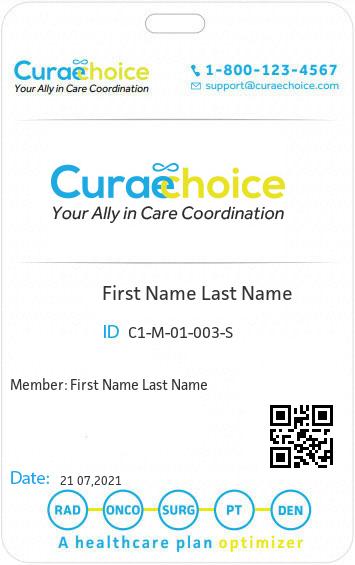 Curaechoice
Your Ally in Care Coordination
1-800-123-4567
support@curaechoice.com
Curaechoice
Your Ally in Care Coordination
First Name Last Name
ID C1-M-01-003-S
Member: First Name Last Name
Date: 21 07,2021
RAD ONCO SURG PT DEN
A healthcare plan optimizer